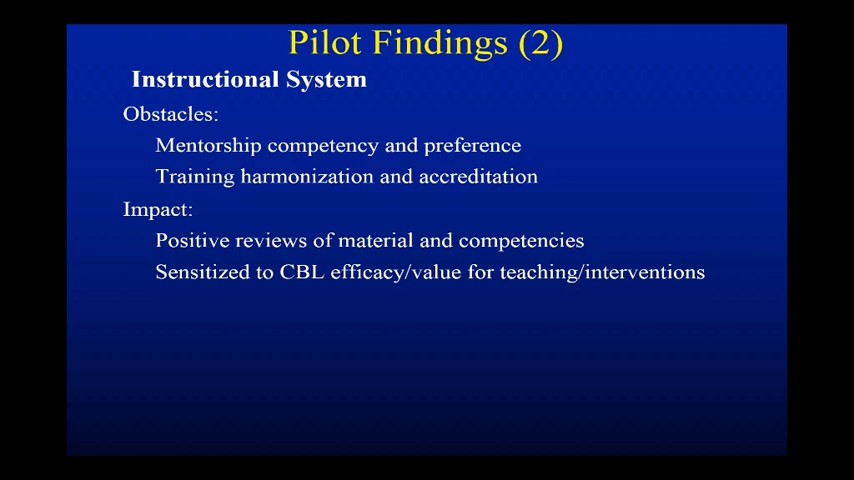 Pilot Findings (2)
Instructional System
Obstacles:
Mentorship competency and preference
Training harmonization and accreditation
Impact:
Positive reviews of material and competencies
Sensitized to CBL efficacy/value for teaching/interventions